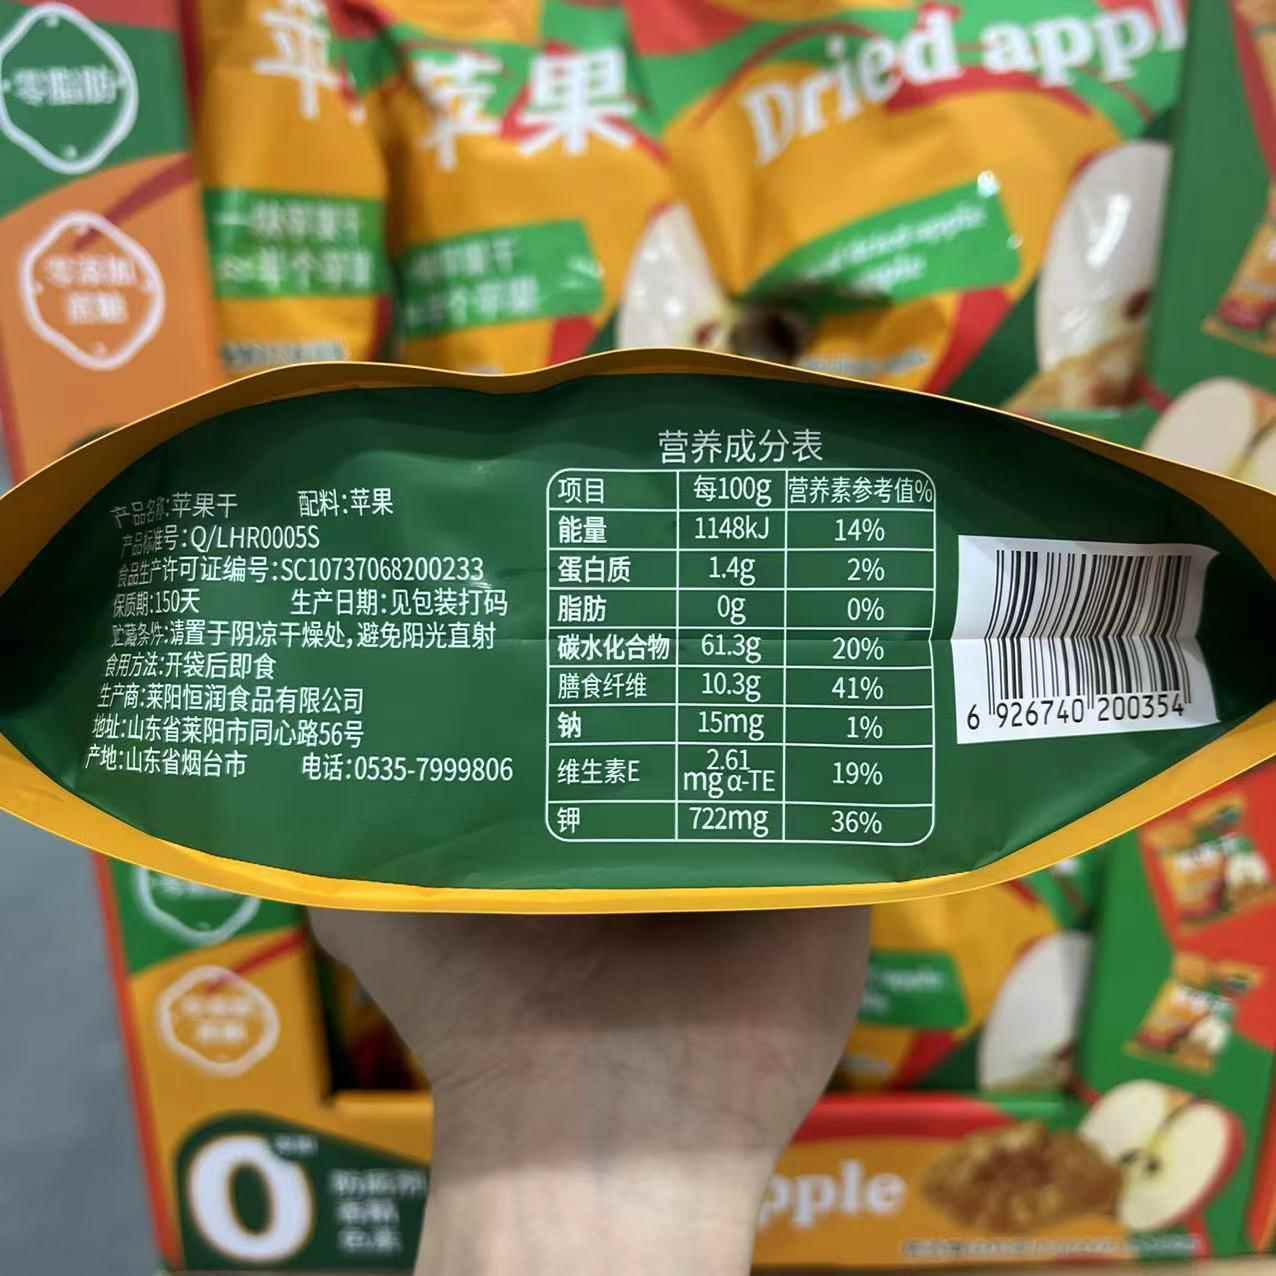 零脂肪
苹果
Dried appl
产品名称:苹果干 配料:苹果
产品标准号:Q/LHR0005S
食品生产许可证编号:SC10737068200233
保质期:150天 生产日期:见包装打码
贮藏条件:请置于阴凉干燥处,避免阳光直射
食用方法:开袋后即食
生产商:莱阳恒润食品有限公司
地址:山东省莱阳市同心路56号
产地:山东省烟台市 电话:0535-7999806
营养成分表
项目 每100g 营养素参考值%
能量 1148kJ 14%
蛋白质 1.4g 2%
脂肪 0g 0%
碳水化合物 61.3g 20%
膳食纤维 10.3g 41%
钠 15mg 1%
维生素E 2.61 mgα-TE 19%
钾 722mg 36%
6 926740 200354
0
pple